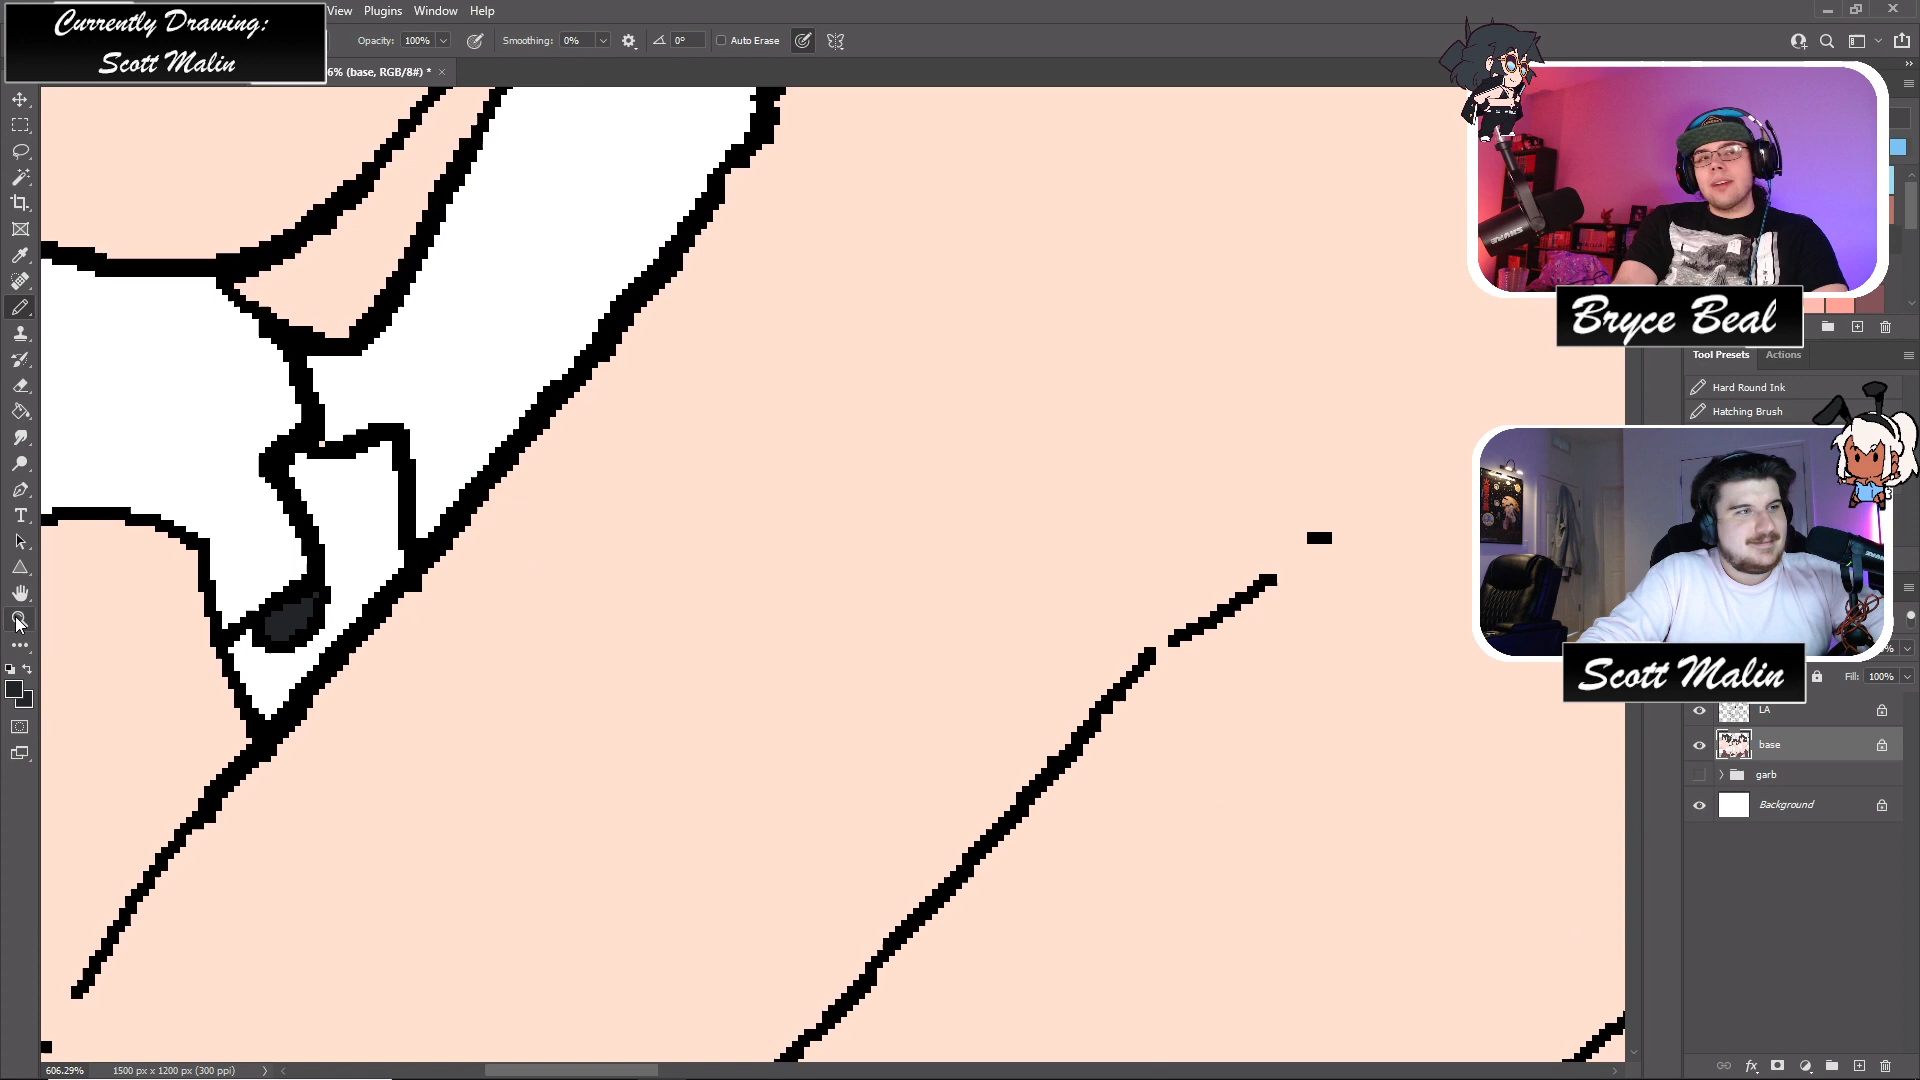 Currently Drawing:
Scott Malin
View Plugins Window Help
Opacity: 100% Smoothing: 0% 0° Auto Erase
6% (base, RGB/8#) * ×
Bryce Beal
Tool Presets Actions
Hard Round Ink
Hatching Brush
Scott Malin
Fill: 100%
LA
base
garb
Background
606.29% 1500 px x 1200 px (300 ppi)